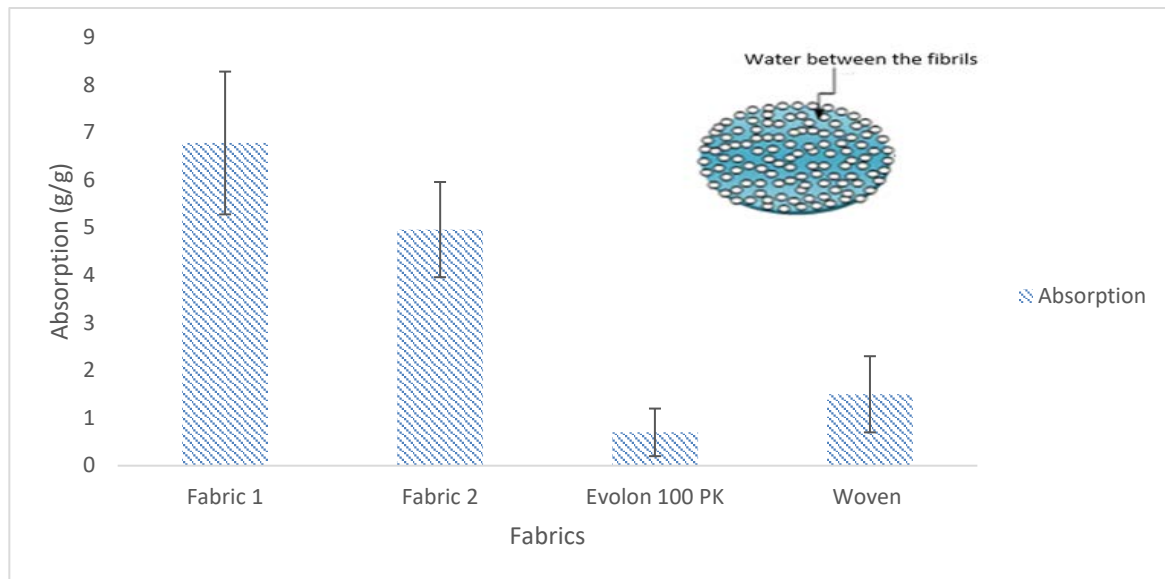 9
8
7
6
5
4
3
2
1
0
Absorption (g/g)
Water between the fibrils
Absorption
Fabric 1
Fabric 2
Evolon 100 PK
Woven
Fabrics